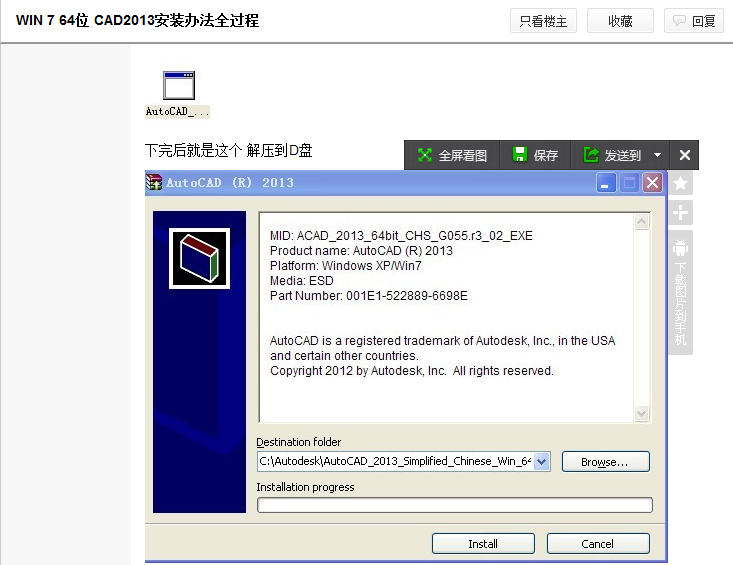 WIN 7 64位 CAD2013安装办法全过程
只看楼主
收藏
回复
AutoCAD_...
下完后就是这个 解压到D盘
全屏看图
保存
发送到
AutoCAD (R) 2013
下载图片到手机
MID: ACAD_2013_64bit_CHS_G055.r3_02_EXE
Product name: AutoCAD (R) 2013
Platform: Windows XP/Win7
Media: ESD
Part Number: 001E1-522889-6698E
AutoCAD is a registered trademark of Autodesk, Inc., in the USA
and certain other countries.
Copyright 2012 by Autodesk, Inc.  All rights reserved.
Destination folder
C:\Autodesk\AutoCAD_2013_Simplified_Chinese_Win_64
Browse...
Installation progress
Install
Cancel